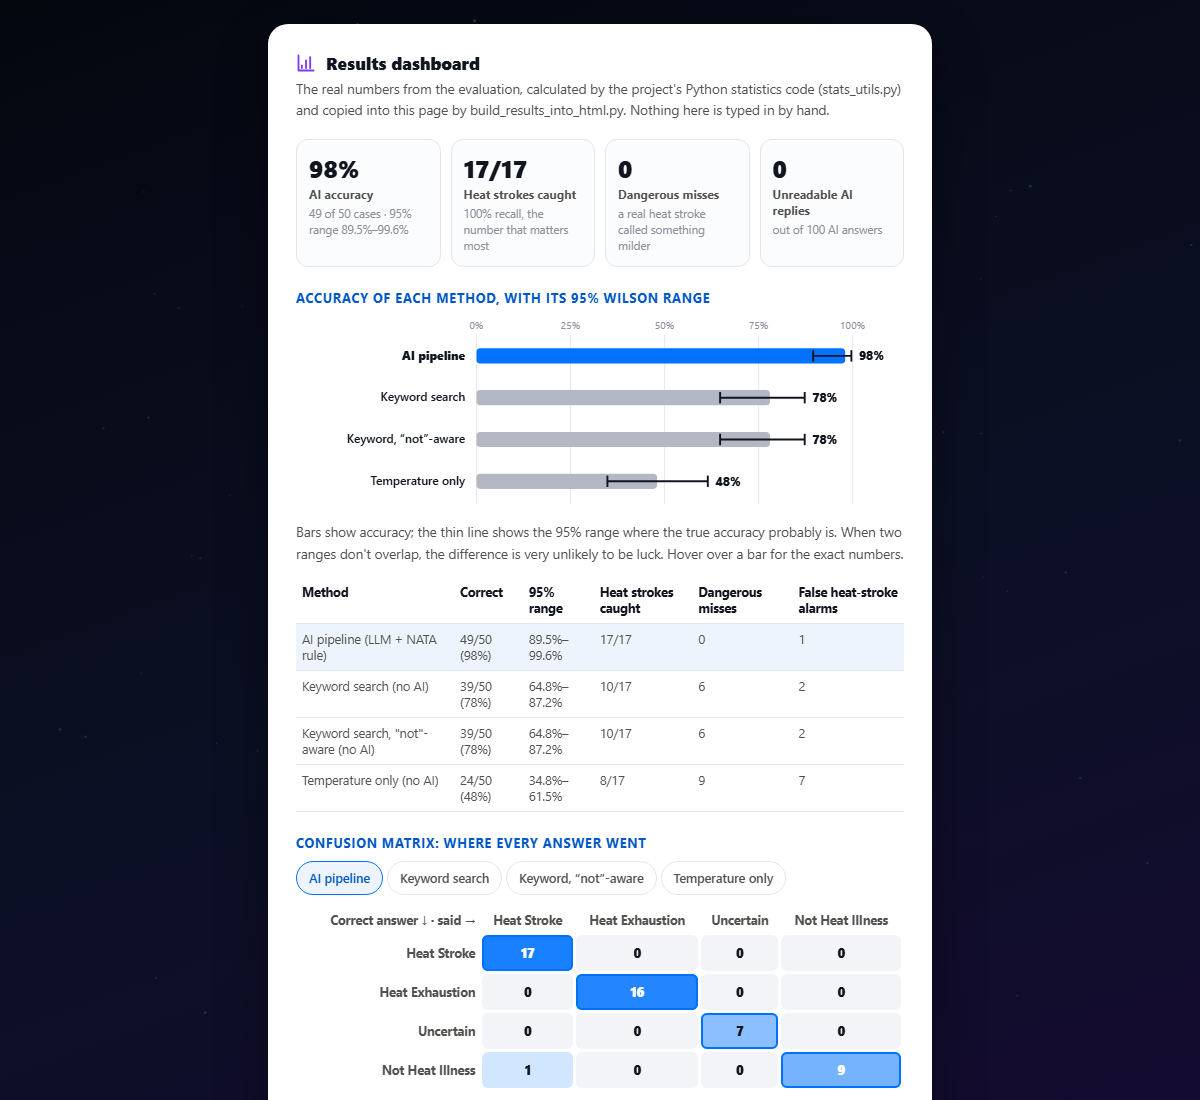 Results dashboard
The real numbers from the evaluation, calculated by the project's Python statistics code (stats_utils.py)
and copied into this page by build_results_into_html.py. Nothing here is typed in by hand.
98%
AI accuracy
49 of 50 cases · 95%
range 89.5%–99.6%
17/17
Heat strokes caught
100% recall, the
number that matters
most
0
Dangerous misses
a real heat stroke
called something
milder
0
Unreadable AI
replies
out of 100 AI answers
ACCURACY OF EACH METHOD, WITH ITS 95% WILSON RANGE
0% 25% 50% 75% 100%
AI pipeline 98%
Keyword search 78%
Keyword, “not”-aware 78%
Temperature only 48%
Bars show accuracy; the thin line shows the 95% range where the true accuracy probably is. When two
ranges don't overlap, the difference is very unlikely to be luck. Hover over a bar for the exact numbers.
Method Correct 95% range Heat strokes caught Dangerous misses False heat-stroke alarms
AI pipeline (LLM + NATA rule) 49/50 (98%) 89.5%–99.6% 17/17 0 1
Keyword search (no AI) 39/50 (78%) 64.8%–87.2% 10/17 6 2
Keyword search, "not"-aware (no AI) 39/50 (78%) 64.8%–87.2% 10/17 6 2
Temperature only (no AI) 24/50 (48%) 34.8%–61.5% 8/17 9 7
CONFUSION MATRIX: WHERE EVERY ANSWER WENT
AI pipeline Keyword search Keyword, “not”-aware Temperature only
Correct answer ↓ · said → Heat Stroke Heat Exhaustion Uncertain Not Heat Illness
Heat Stroke 17 0 0 0
Heat Exhaustion 0 16 0 0
Uncertain 0 0 7 0
Not Heat Illness 1 0 0 9